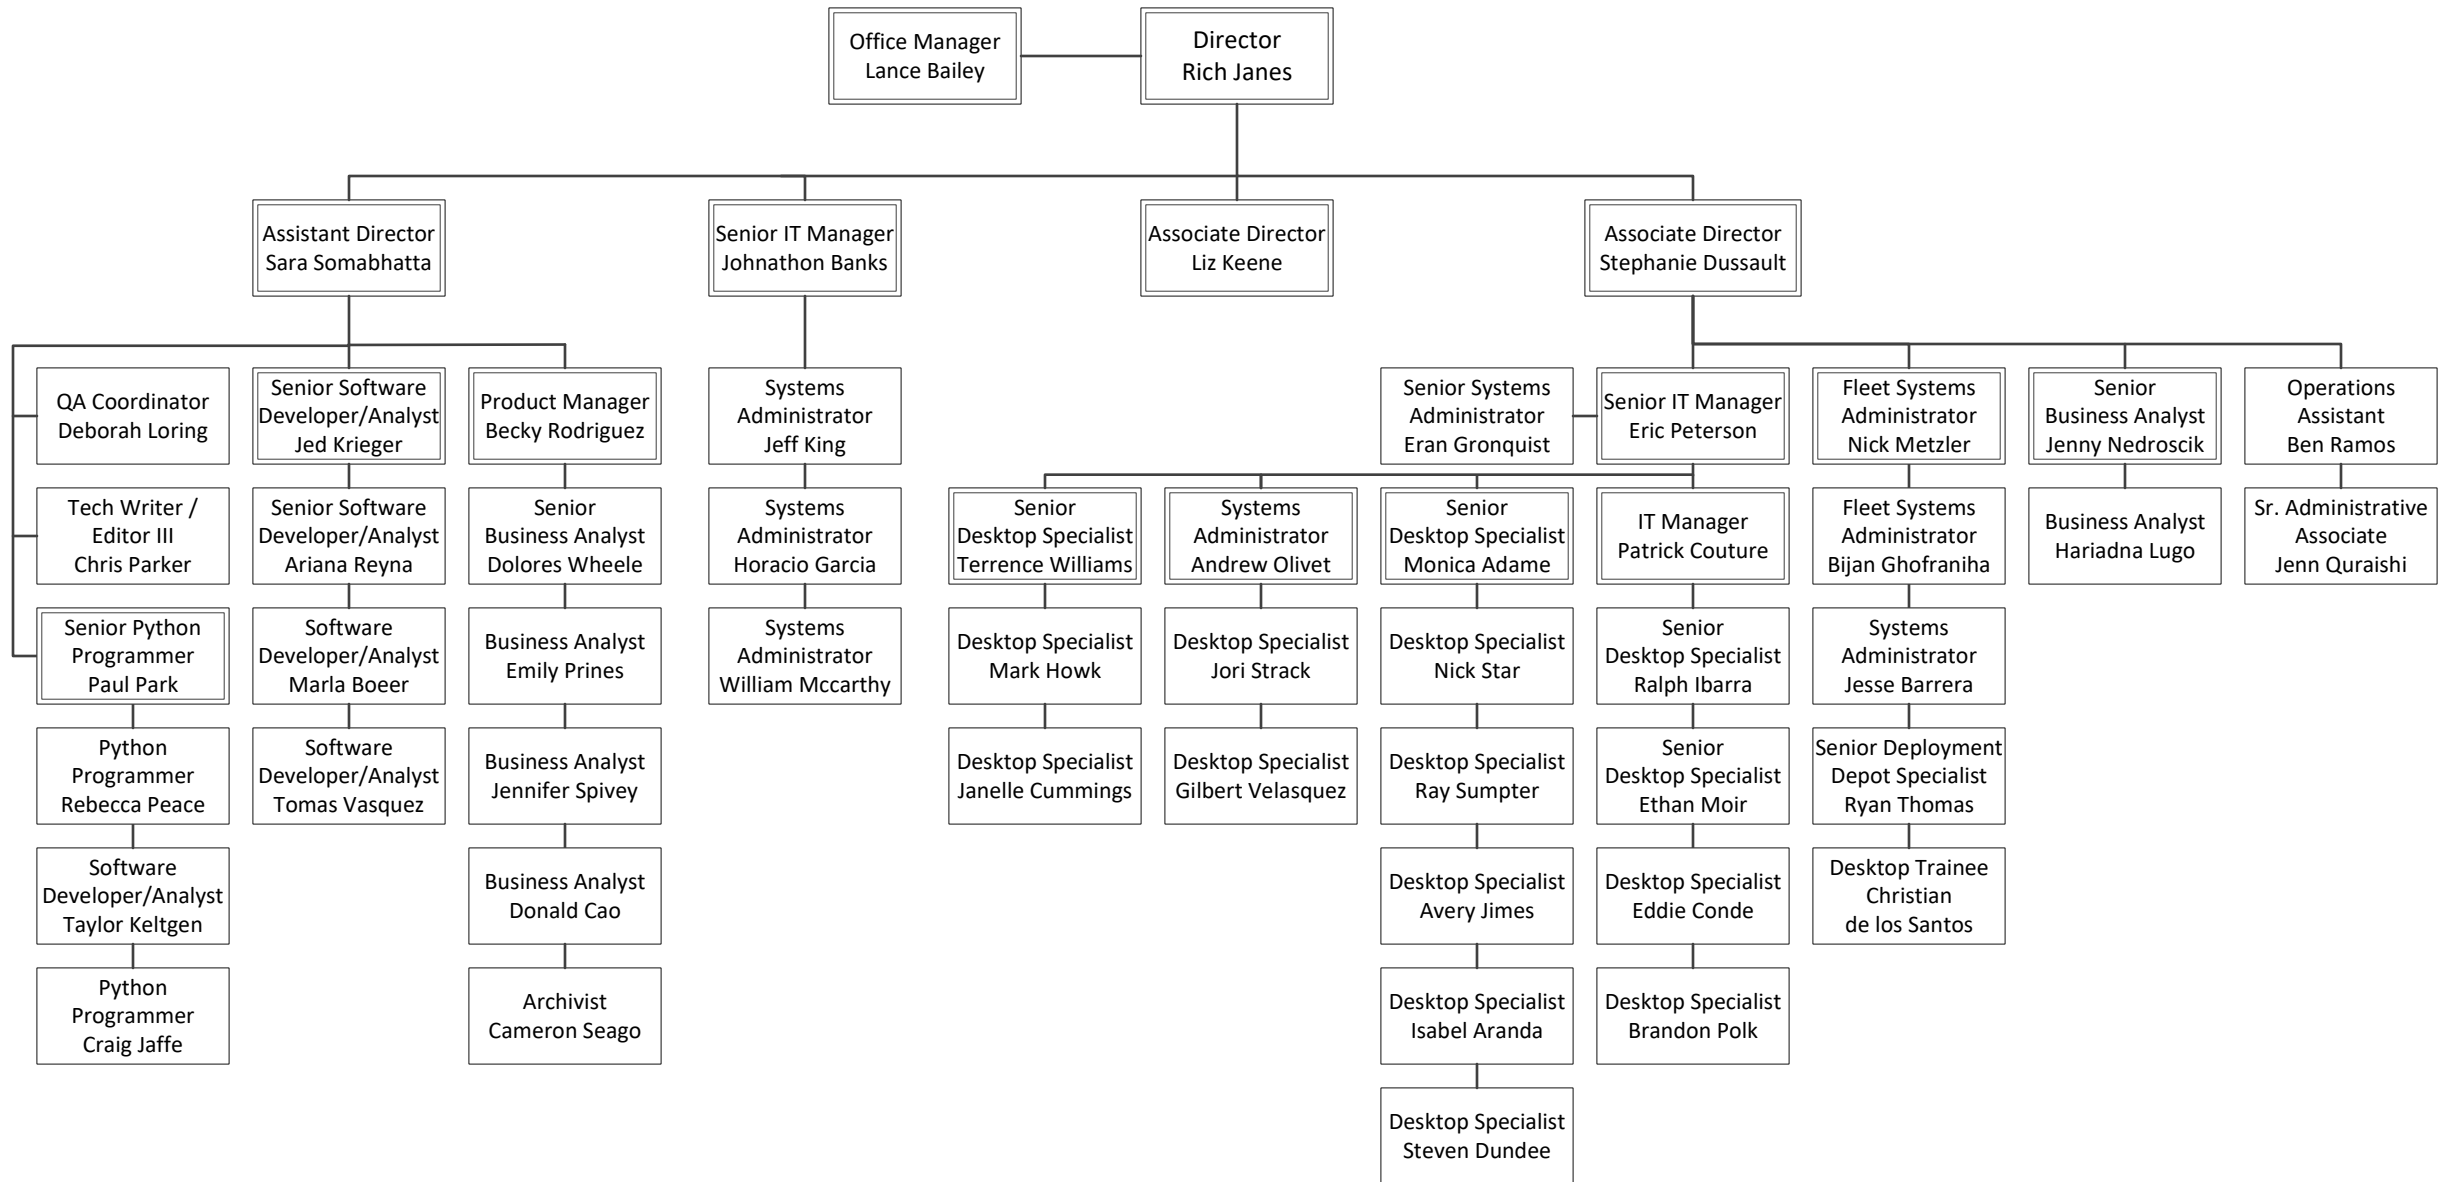 Office Manager
Lance Bailey
Director
Rich Janes
Assistant Director
Sara Somabhatta
Senior IT Manager
Johnathon Banks
Associate Director
Liz Keene
Associate Director
Stephanie Dussault
QA Coordinator
Deborah Loring
Senior Software
Developer/Analyst
Jed Krieger
Product Manager
Becky Rodriguez
Systems
Administrator
Jeff King
Senior Systems
Administrator
Eran Gronquist
Senior IT Manager
Eric Peterson
Fleet Systems
Administrator
Nick Metzler
Senior
Business Analyst
Jenny Nedroscik
Operations
Assistant
Ben Ramos
Tech Writer /
Editor III
Chris Parker
Senior Software
Developer/Analyst
Ariana Reyna
Senior
Business Analyst
Dolores Wheele
Systems
Administrator
Horacio Garcia
Senior
Desktop Specialist
Terrence Williams
Systems
Administrator
Andrew Olivet
Senior
Desktop Specialist
Monica Adame
IT Manager
Patrick Couture
Fleet Systems
Administrator
Bijan Ghofraniha
Business Analyst
Hariadna Lugo
Sr. Administrative
Associate
Jenn Quraishi
Senior Python
Programmer
Paul Park
Software
Developer/Analyst
Marla Boeer
Business Analyst
Emily Prines
Systems
Administrator
William Mccarthy
Desktop Specialist
Mark Howk
Desktop Specialist
Jori Strack
Desktop Specialist
Nick Star
Senior
Desktop Specialist
Ralph Ibarra
Systems
Administrator
Jesse Barrera
Python
Programmer
Rebecca Peace
Software
Developer/Analyst
Tomas Vasquez
Business Analyst
Jennifer Spivey
Desktop Specialist
Janelle Cummings
Desktop Specialist
Gilbert Velasquez
Desktop Specialist
Ray Sumpter
Senior
Desktop Specialist
Ethan Moir
Senior Deployment
Depot Specialist
Ryan Thomas
Software
Developer/Analyst
Taylor Keltgen
Business Analyst
Donald Cao
Desktop Specialist
Avery Jimes
Desktop Specialist
Eddie Conde
Desktop Trainee
Christian
de los Santos
Python
Programmer
Craig Jaffe
Archivist
Cameron Seago
Desktop Specialist
Isabel Aranda
Desktop Specialist
Brandon Polk
Desktop Specialist
Steven Dundee